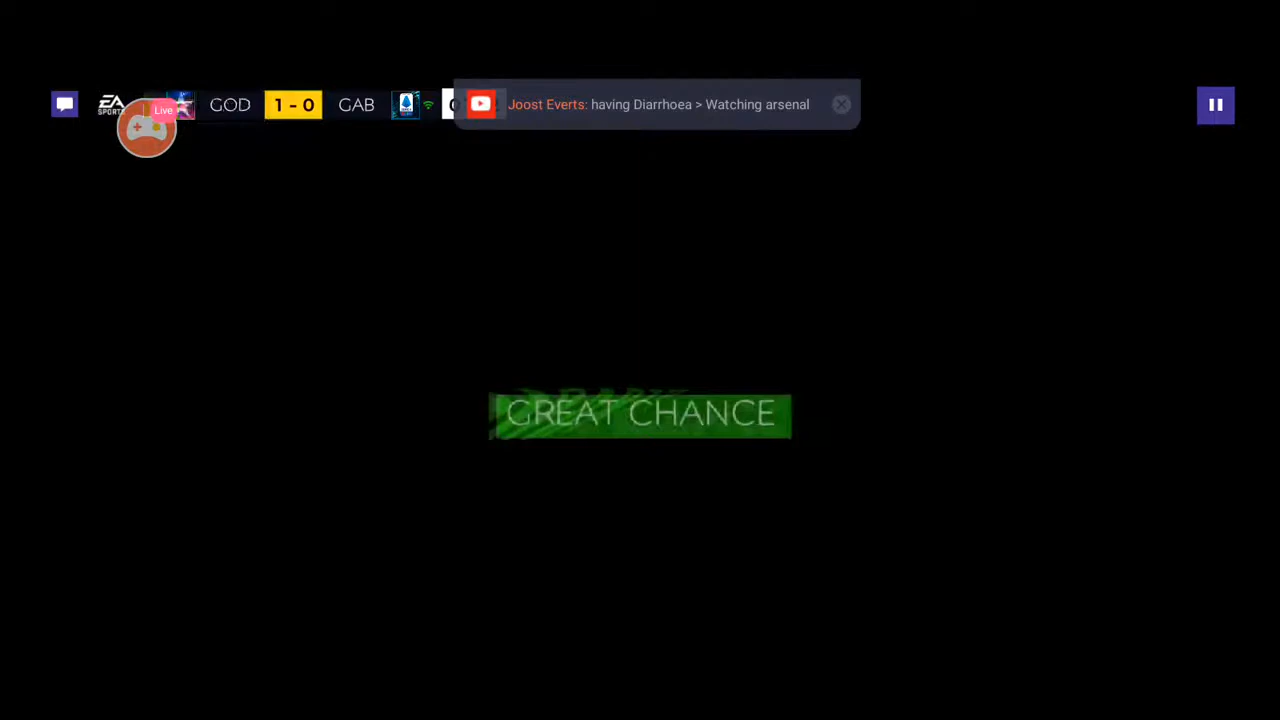 EA
SPORTS
Live
GOD 1 - 0 GAB
Joost Everts: having Diarrhoea > Watching arsenal
GREAT CHANCE